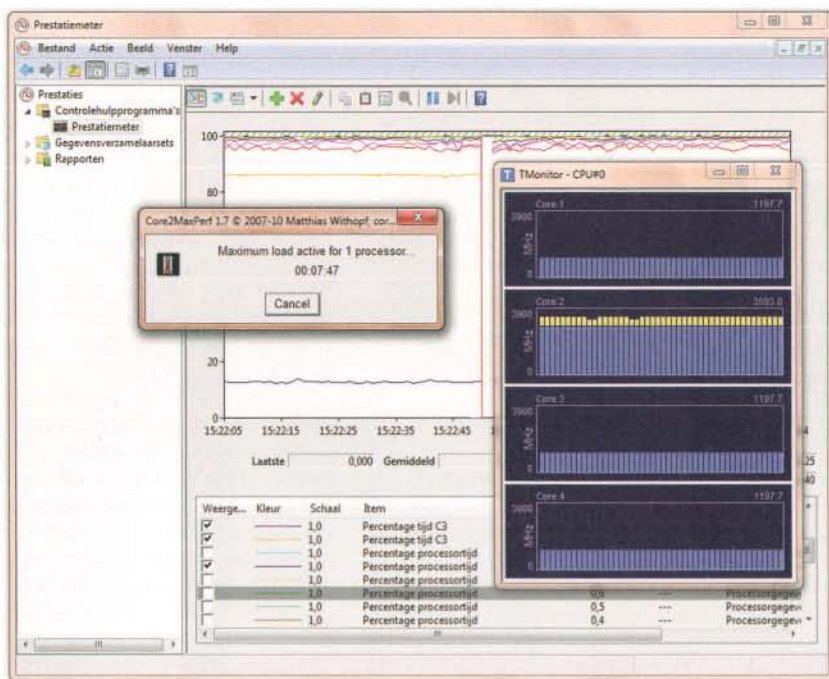 Prestatiemeter
Bestand Actie Beeld Venster Help
Prestaties
Controlehulpprogramma's
Prestatiemeter
Gegevensverzamelaarsets
Rapporten
100
80
20
0
15:22:05 15:22:15 15:22:25 15:22:35 15:22:45
Laatste 0,000 Gemiddeld
25
40
Core2MaxPerf 1.7 © 2007-10 Matthias Withopf, cor...
Maximum load active for 1 processor...
00:07:47
Cancel
TMonitor - CPU#0
Core 1 1197.7
3900
MHz
0
Core 2 3593.0
3900
MHz
0
Core 3 1197.7
3900
MHz
0
Core 4 1197.7
3900
MHz
0
Weerge... Kleur Schaal Item
1,0 Percentage tijd C3
1,0 Percentage tijd C3
1,0 Percentage processortijd
1,0 Percentage processortijd
1,0 Percentage processortijd
1,0 Percentage processortijd 0,6 --- Processorgegev
1,0 Percentage processortijd 0,5 --- Processorgegev
1,0 Percentage processortijd 0,4 --- Processorgegev